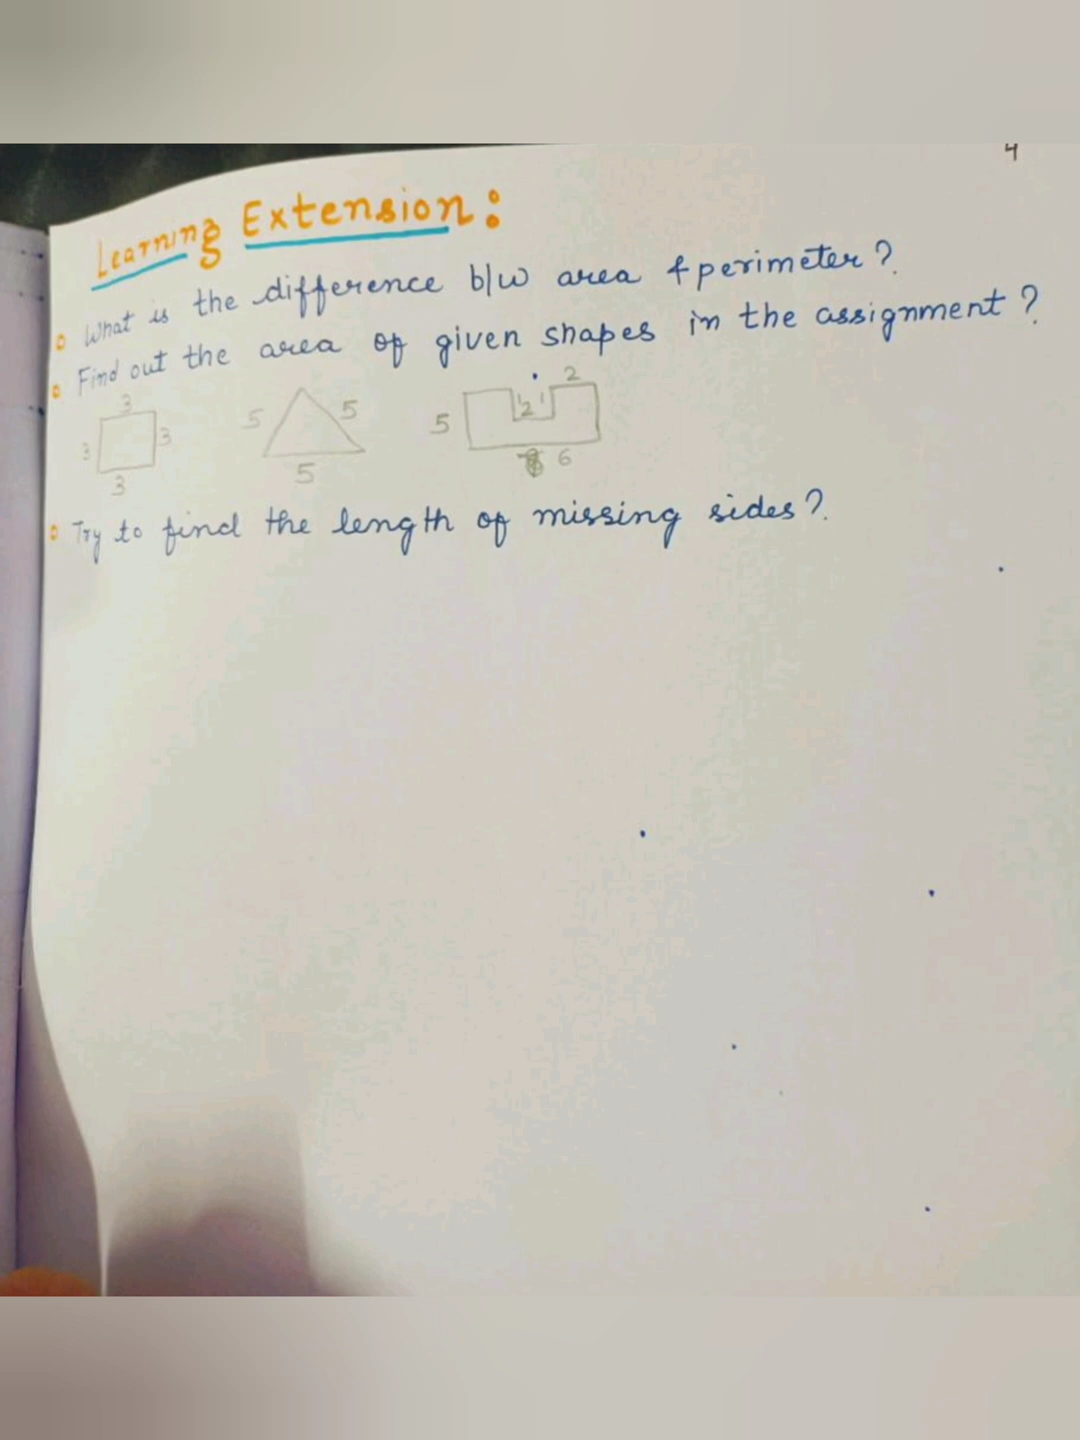 4
Learning Extension:
What is the difference b/w area & perimeter?
Find out the area of given shapes in the assignment?
3 3 3 3
5 5 5
5 2 1 2 1 6
Try to find the length of missing sides?